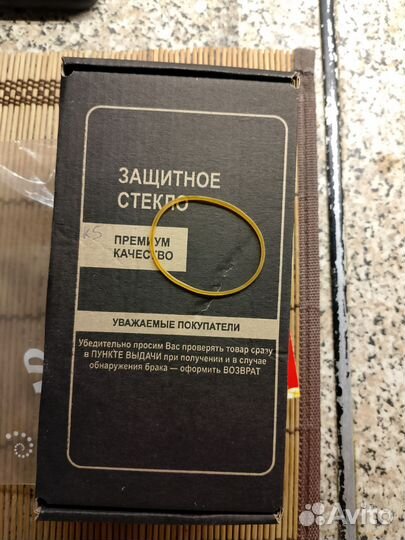 ЗАЩИТНОЕ
СТЕКЛО
K5
ПРЕМИУМ
КАЧЕСТВО
УВАЖАЕМЫЕ ПОКУПАТЕЛИ
Убедительно просим Вас проверять товар сразу
в ПУНКТЕ ВЫДАЧИ при получении и в случае
обнаружения брака — оформить ВОЗВРАТ
Avito